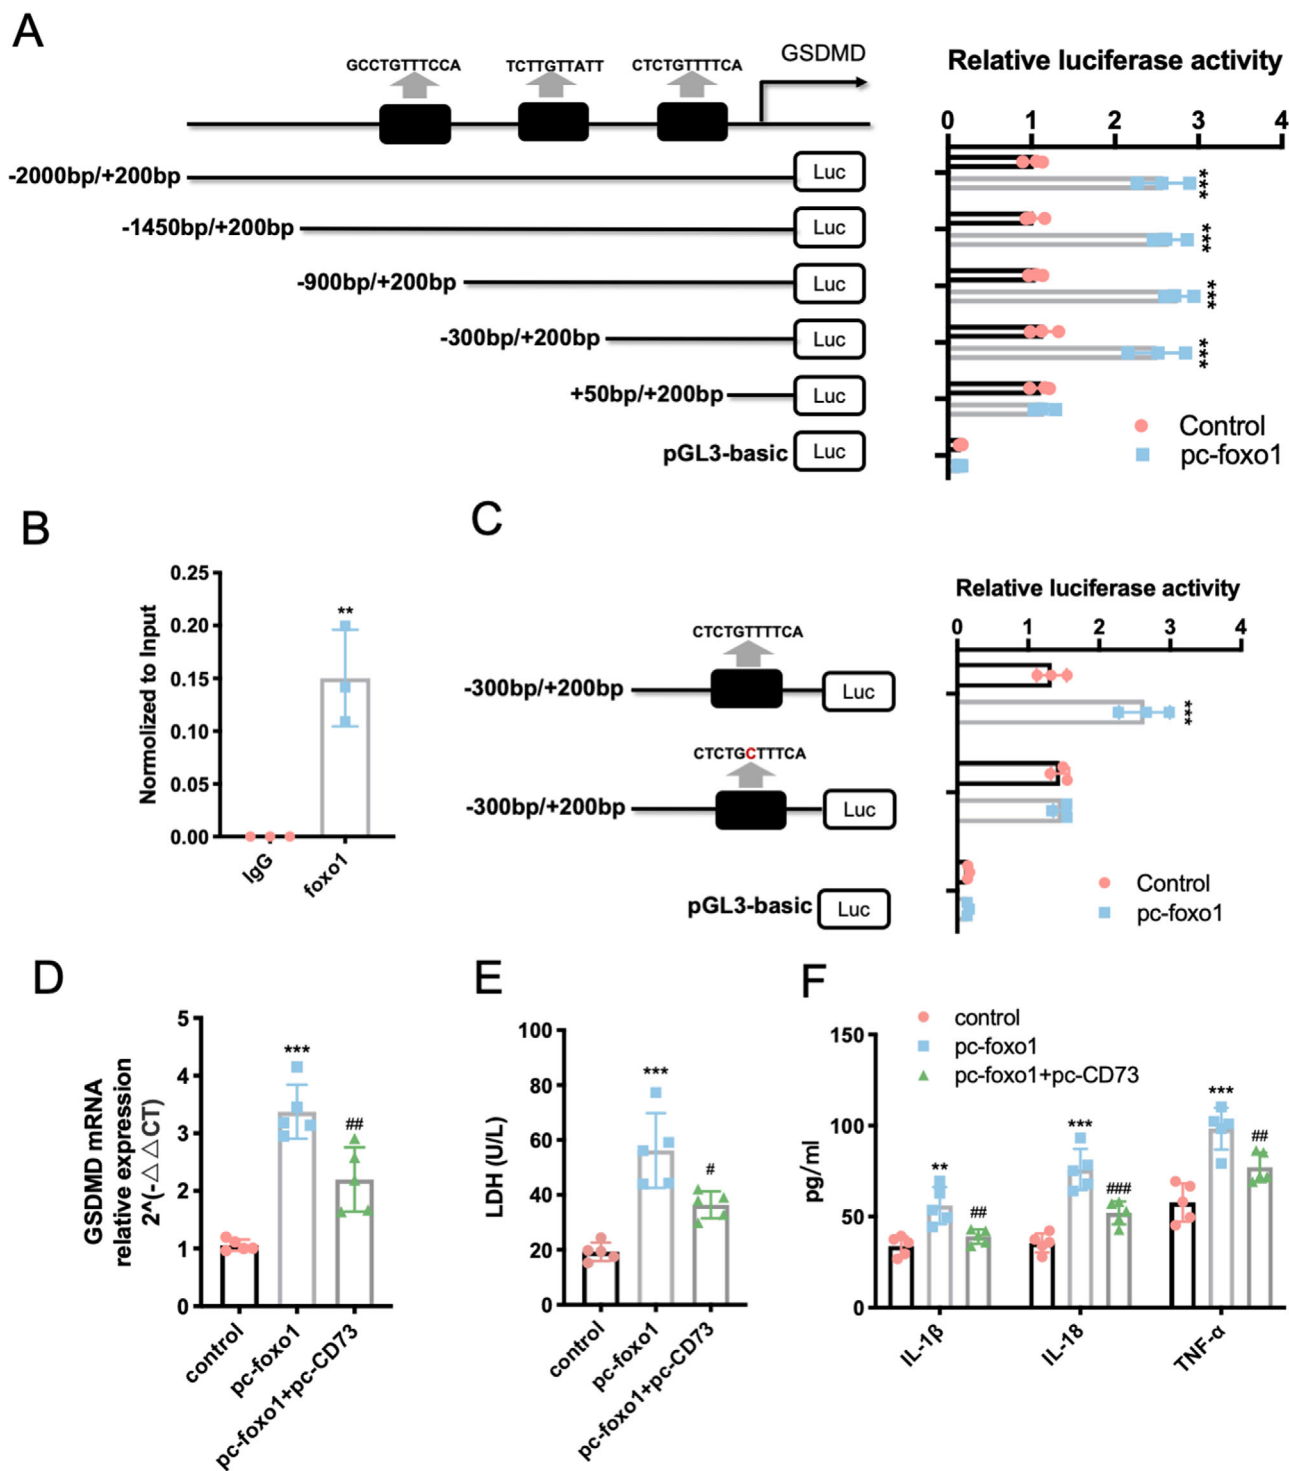 A
GCCTGTTTCCA TCTTGTTATT CTCTGTTTTCA GSDMD
Relative luciferase activity
0 1 2 3 4
-2000bp/+200bp Luc ***
-1450bp/+200bp Luc ***
-900bp/+200bp Luc ***
-300bp/+200bp Luc ***
+50bp/+200bp Luc
pGL3-basic Luc
Control
pc-foxo1
B
Normolized to Input
0.25
0.20
0.15
0.10
0.05
0.00
**
IgG foxo1
C
Relative luciferase activity
0 1 2 3 4
CTCTGTTTTCA
-300bp/+200bp Luc ***
CTCTGCTTTCA
-300bp/+200bp Luc
pGL3-basic Luc
Control
pc-foxo1
D
GSDMD mRNA
relative expression
2^(-△△CT)
5
4
3
2
1
0
***
##
control pc-foxo1 pc-foxo1+pc-CD73
E
LDH (U/L)
100
80
60
40
20
0
***
#
control pc-foxo1 pc-foxo1+pc-CD73
F
control
pc-foxo1
pc-foxo1+pc-CD73
pg/ml
150
100
50
0
** ## *** ### *** ##
IL-1β IL-18 TNF-α